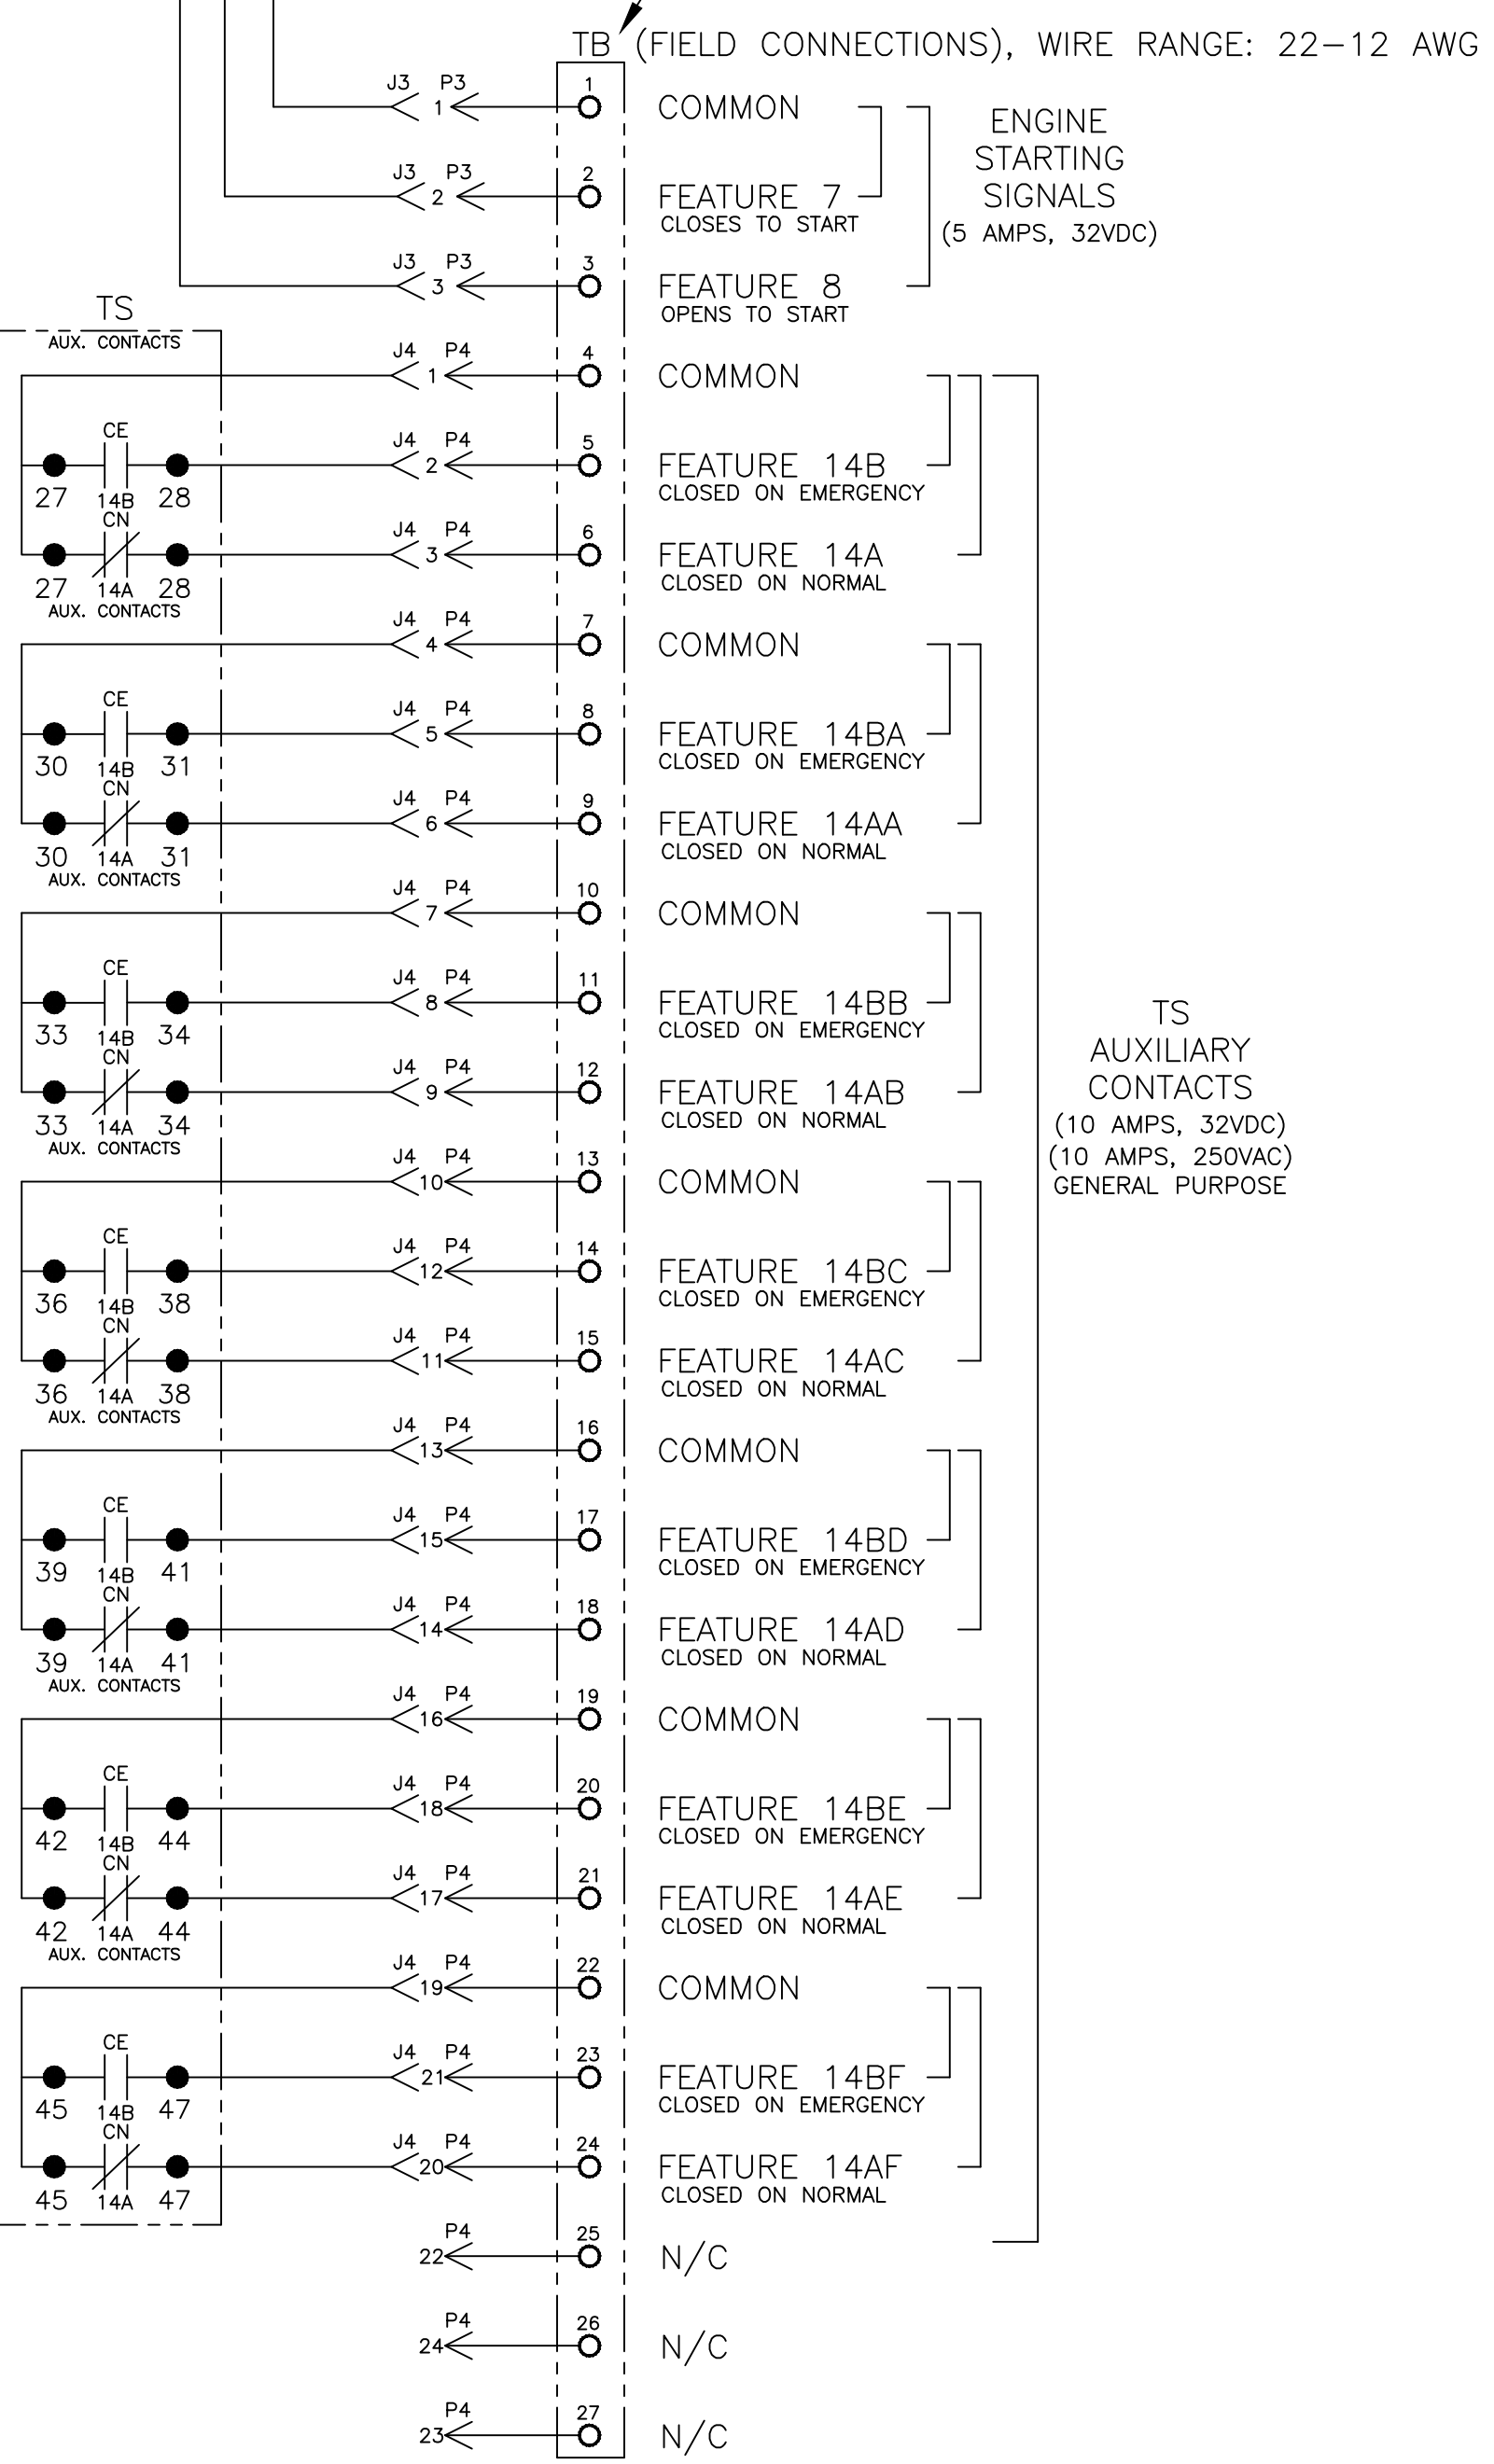 TB (FIELD CONNECTIONS), WIRE RANGE: 22-12 AWG
J3 P3
1
1
COMMON
ENGINE
STARTING
SIGNALS
(5 AMPS, 32VDC)
J3 P3
2
2
FEATURE 7
CLOSES TO START
J3 P3
3
3
FEATURE 8
OPENS TO START
TS
AUX. CONTACTS
J4 P4
1
4
COMMON
CE
27 14B 28
J4 P4
2
5
FEATURE 14B
CLOSED ON EMERGENCY
CN
27 14A 28
AUX. CONTACTS
J4 P4
3
6
FEATURE 14A
CLOSED ON NORMAL
J4 P4
4
7
COMMON
CE
30 14B 31
J4 P4
5
8
FEATURE 14BA
CLOSED ON EMERGENCY
CN
30 14A 31
AUX. CONTACTS
J4 P4
6
9
FEATURE 14AA
CLOSED ON NORMAL
J4 P4
7
10
COMMON
CE
33 14B 34
J4 P4
8
11
FEATURE 14BB
CLOSED ON EMERGENCY
CN
33 14A 34
AUX. CONTACTS
J4 P4
9
12
FEATURE 14AB
CLOSED ON NORMAL
TS
AUXILIARY
CONTACTS
(10 AMPS, 32VDC)
(10 AMPS, 250VAC)
GENERAL PURPOSE
J4 P4
10
13
COMMON
CE
36 14B 38
J4 P4
12
14
FEATURE 14BC
CLOSED ON EMERGENCY
CN
36 14A 38
AUX. CONTACTS
J4 P4
11
15
FEATURE 14AC
CLOSED ON NORMAL
J4 P4
13
16
COMMON
CE
39 14B 41
J4 P4
15
17
FEATURE 14BD
CLOSED ON EMERGENCY
CN
39 14A 41
AUX. CONTACTS
J4 P4
14
18
FEATURE 14AD
CLOSED ON NORMAL
J4 P4
16
19
COMMON
CE
42 14B 44
J4 P4
18
20
FEATURE 14BE
CLOSED ON EMERGENCY
CN
42 14A 44
AUX. CONTACTS
J4 P4
17
21
FEATURE 14AE
CLOSED ON NORMAL
J4 P4
19
22
COMMON
CE
45 14B 47
J4 P4
21
23
FEATURE 14BF
CLOSED ON EMERGENCY
CN
45 14A 47
J4 P4
20
24
FEATURE 14AF
CLOSED ON NORMAL
P4
22
25
N/C
P4
24
26
N/C
P4
23
27
N/C